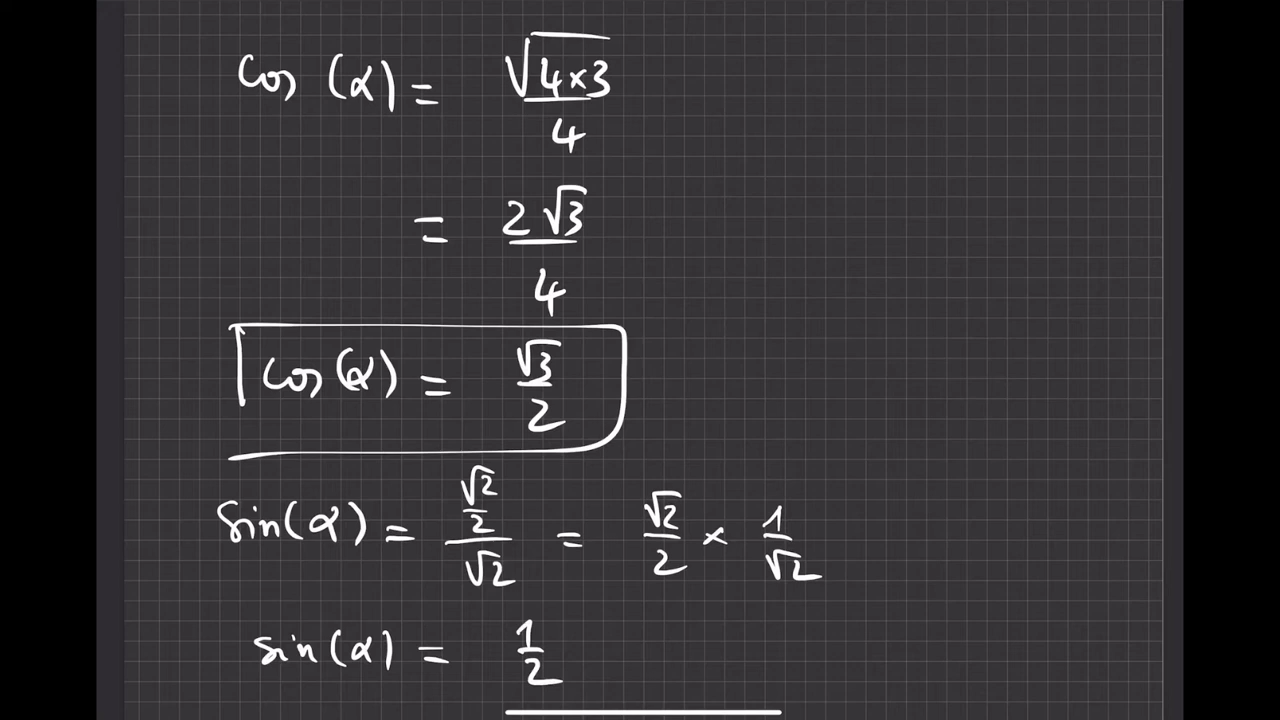 cos (α) = √(4×3)/4
= 2√3/4
cos(α) = √3/2
sin(α) = (√2/2)/√2 = √2/2 × 1/√2
sin(α) = 1/2